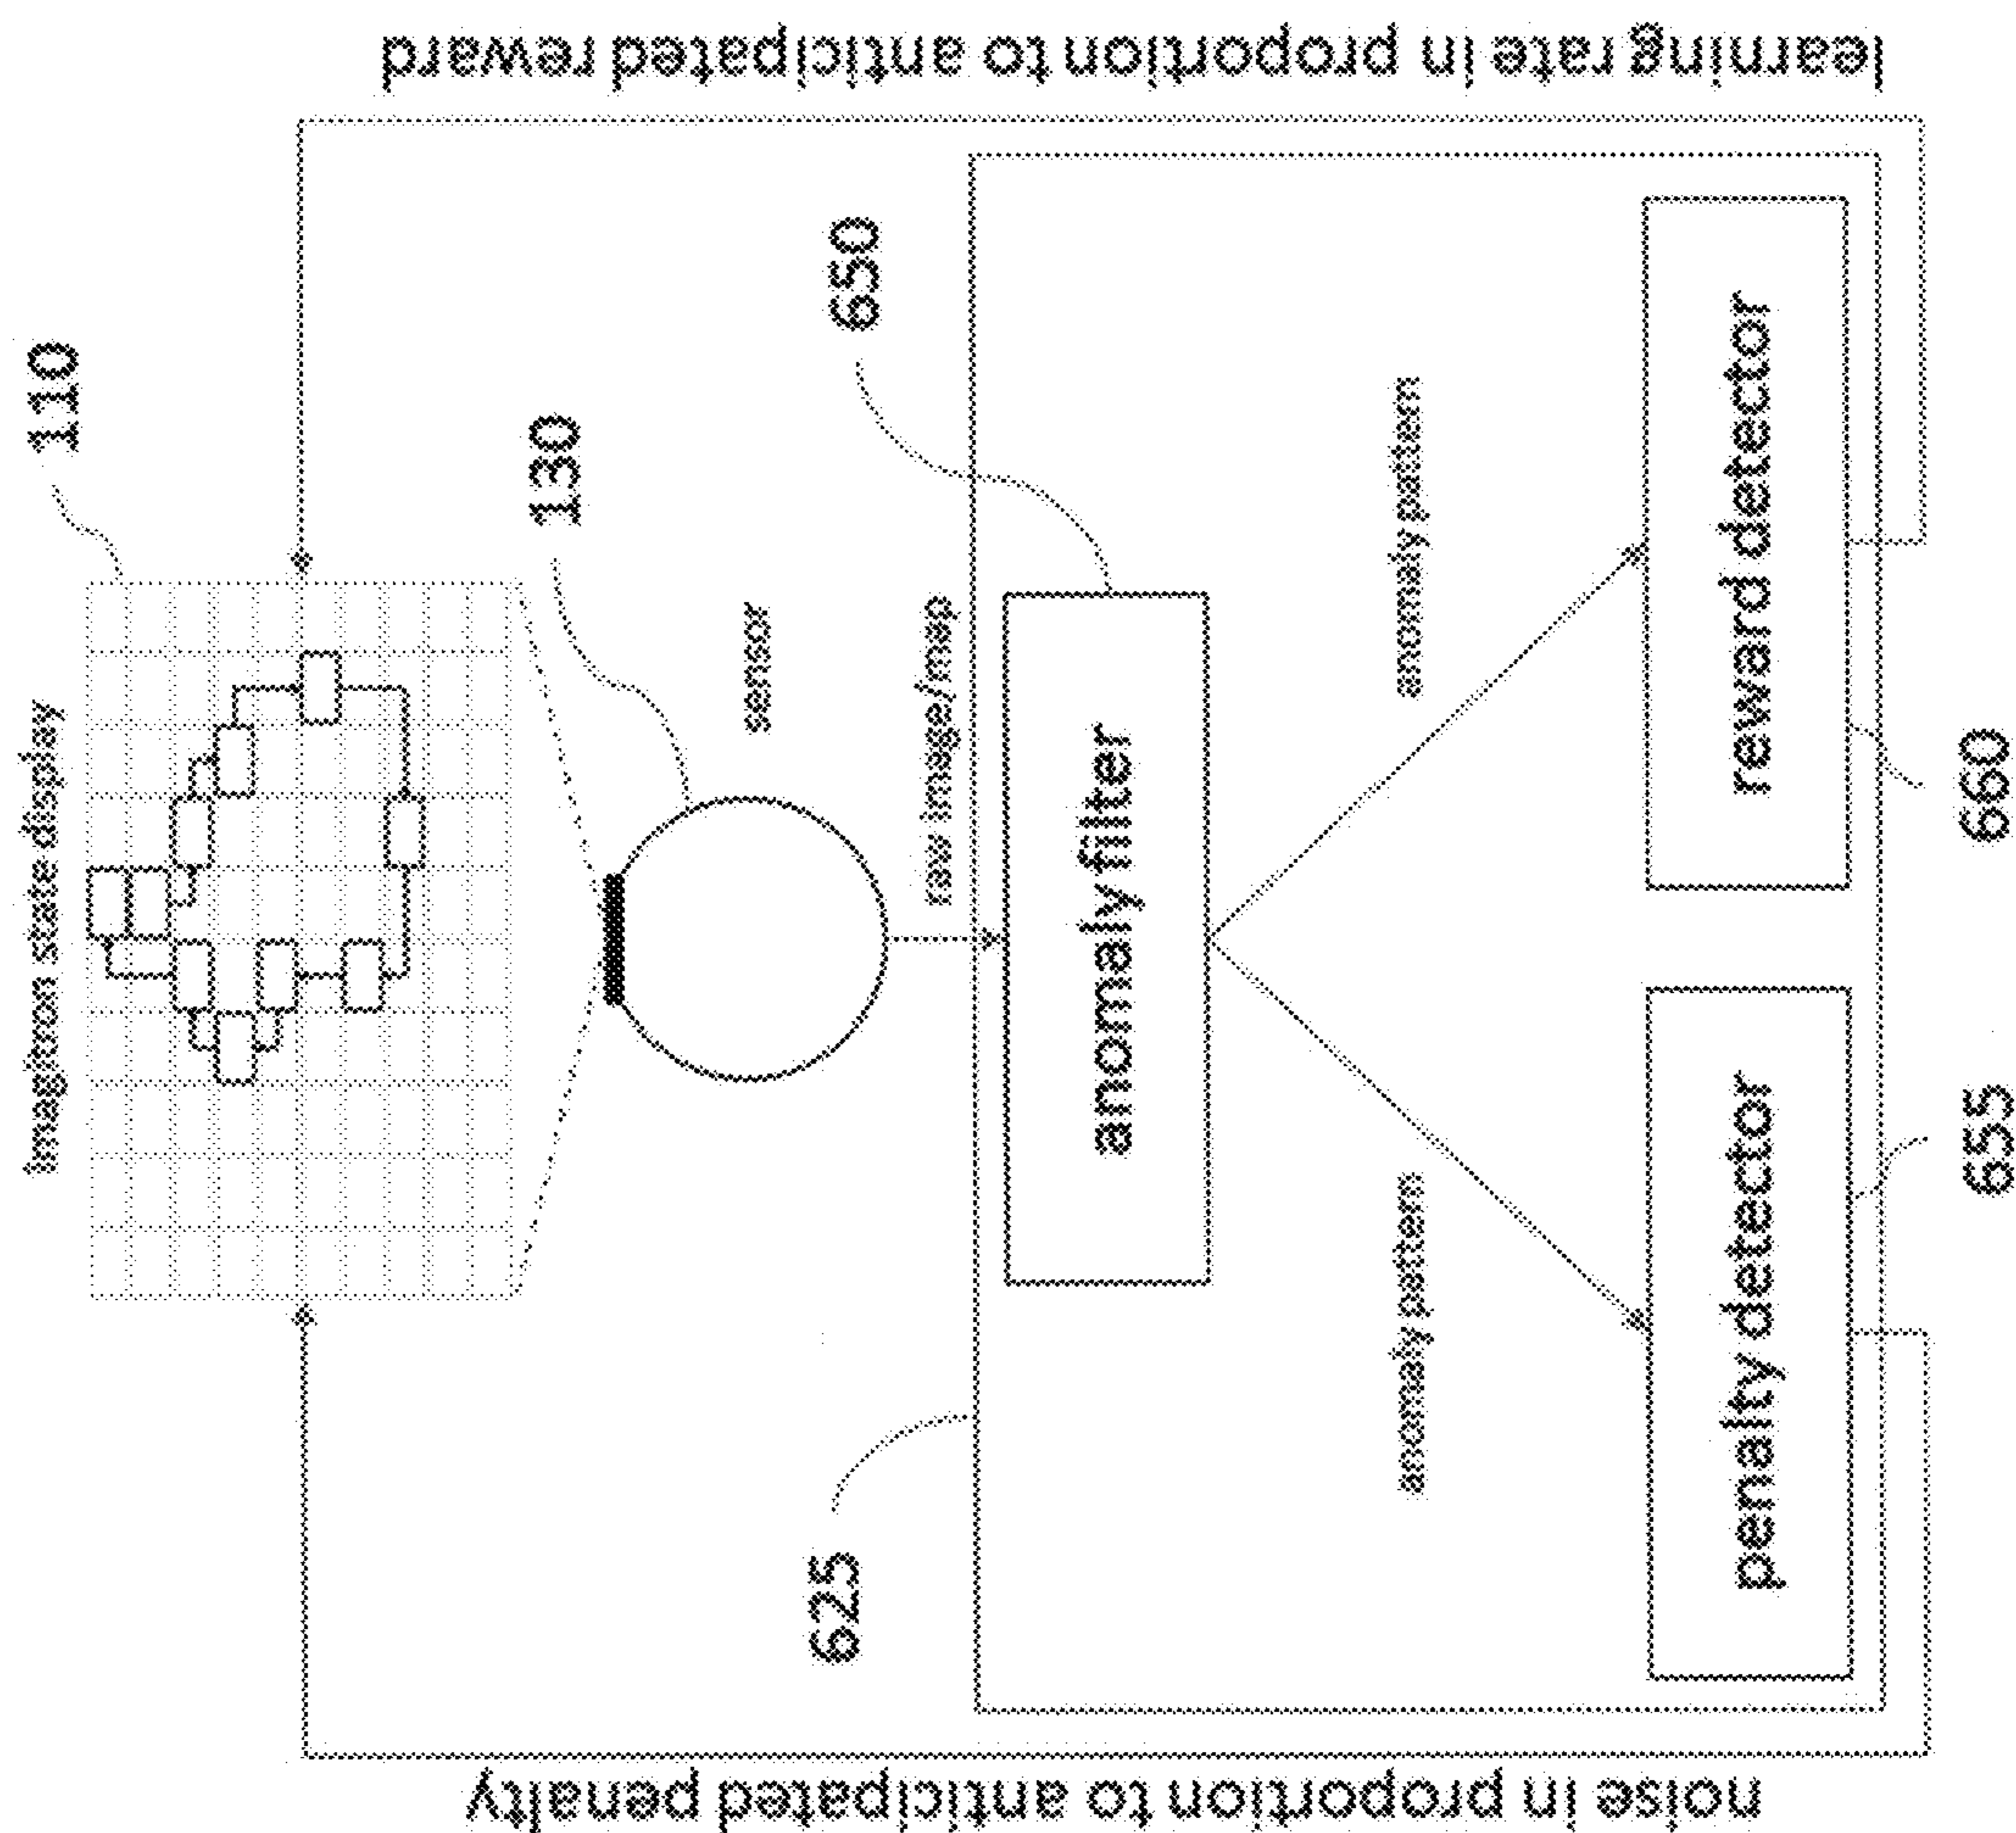 imagitron state display
110
130
sensor
raw image/map
650
anomaly filter
625
anomaly pattern
anomaly pattern
penalty detector
reward detector
655
660
noise in proportion to anticipated penalty
learning rate in proportion to anticipated reward